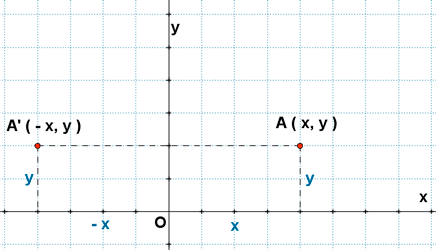 y
A' ( - x, y )
A ( x, y )
y
y
x
- x
O
x